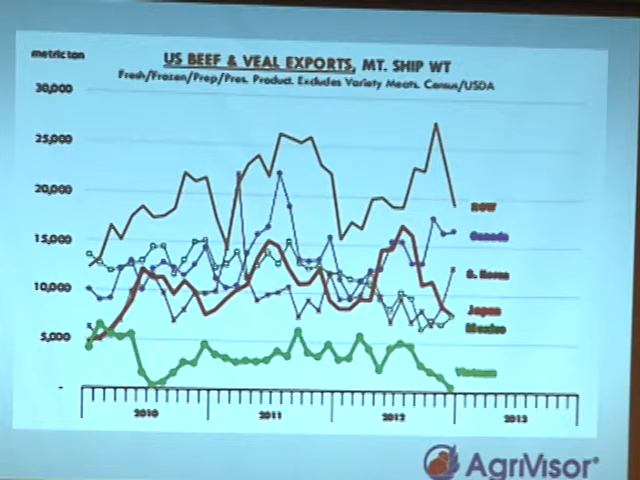 metric ton
US BEEF & VEAL EXPORTS, MT. SHIP WT
Fresh/Frozen/Prep/Pres. Product. Excludes Variety Meats. Census/USDA
30,000
25,000
20,000
15,000
10,000
5,000
-
ROW
Canada
S. Korea
Japan
Mexico
Vietnam
2010
2011
2012
2013
AgriVisor